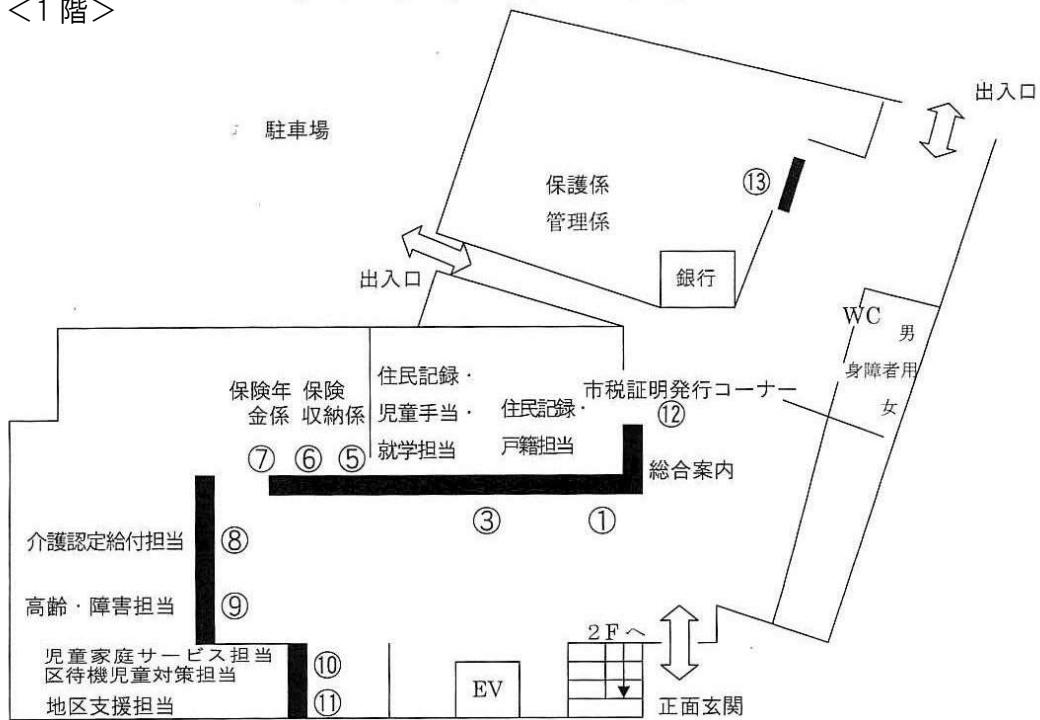 ＜1階＞
出入口
駐車場
⑬
保護係
管理係
出入口
銀行
WC
男
身障者用
女
保険年金係
保険収納係
住民記録・
児童手当・
就学担当
住民記録・
戸籍担当
市税証明発行コーナー
⑫
⑦
⑥
⑤
総合案内
③
①
介護認定給付担当
⑧
高齢・障害担当
⑨
児童家庭サービス担当
区待機児童対策担当
⑩
地区支援担当
⑪
EV
2Fへ
正面玄関